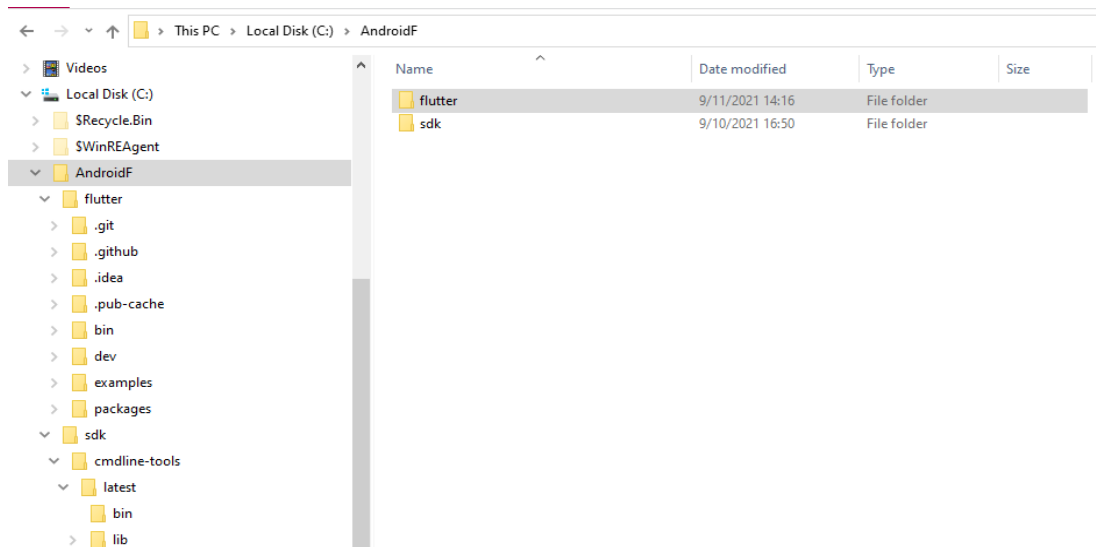 This PC > Local Disk (C:) > AndroidF
Videos
Local Disk (C:)
$Recycle.Bin
$WinREAgent
AndroidF
flutter
.git
.github
.idea
.pub-cache
bin
dev
examples
packages
sdk
cmdline-tools
latest
bin
lib
Name Date modified Type Size
flutter 9/11/2021 14:16 File folder
sdk 9/10/2021 16:50 File folder